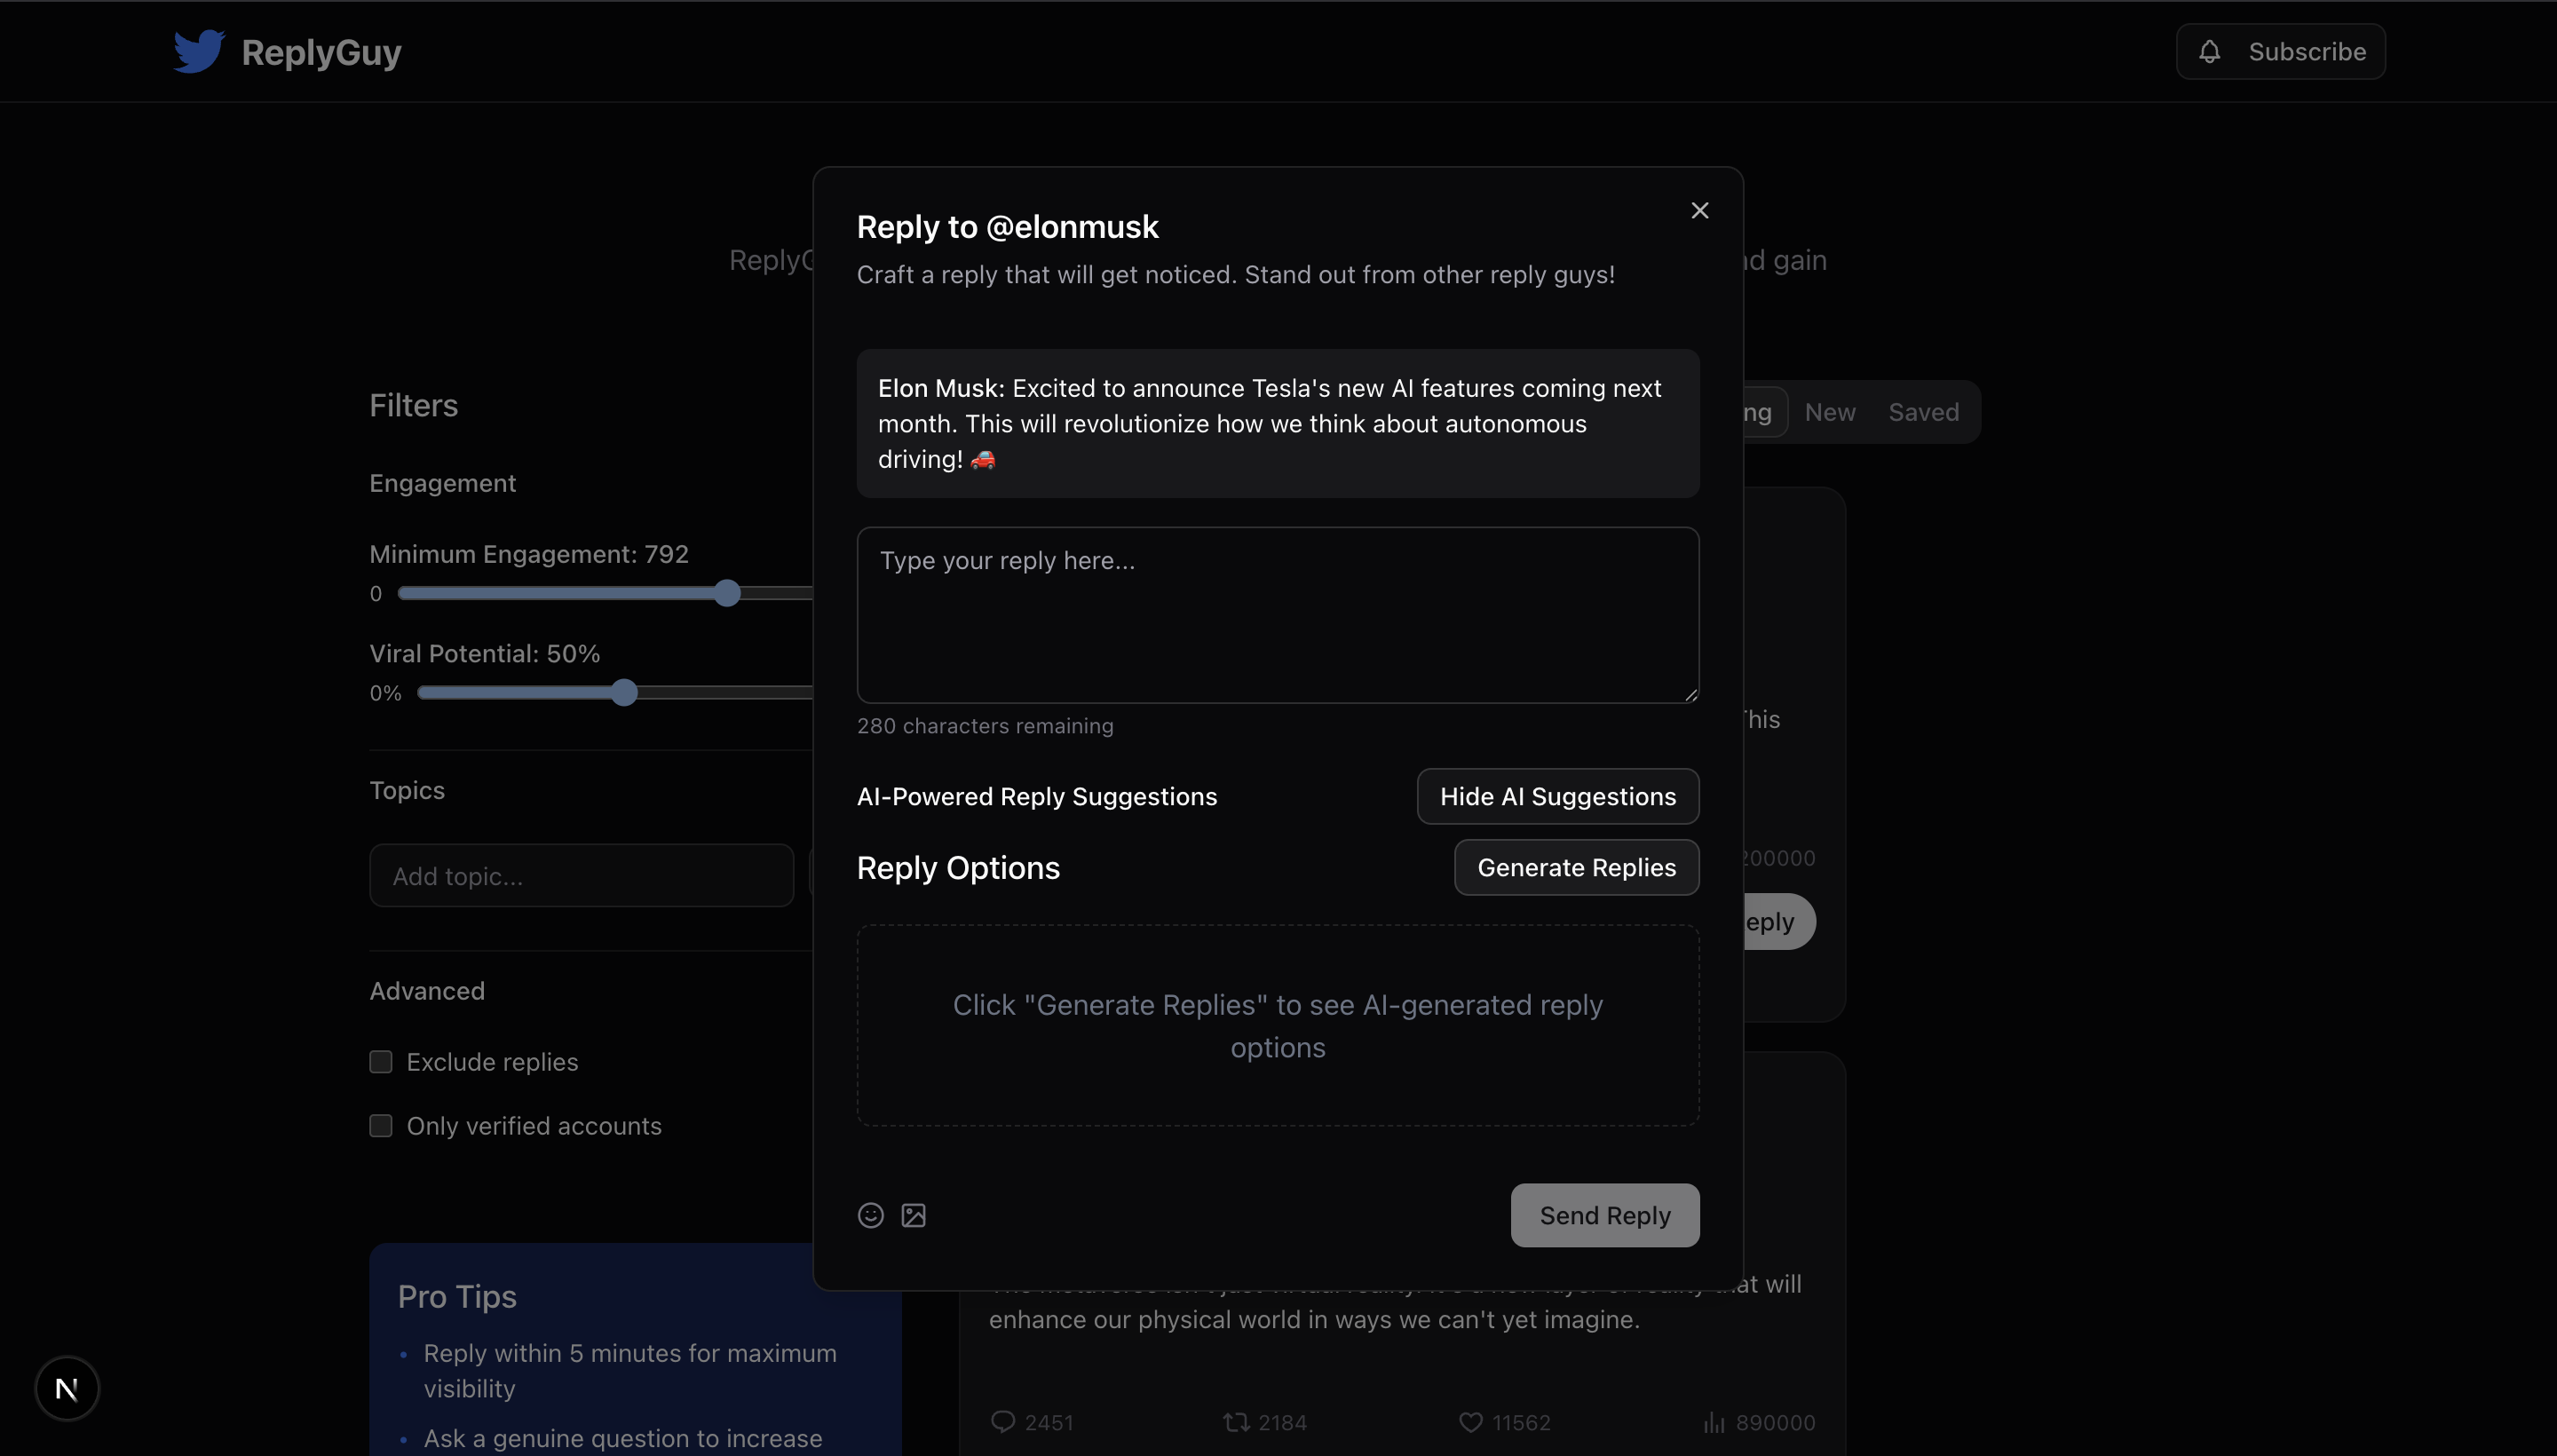 ReplyGuy
Subscribe
nd gain
Filters
Engagement
Minimum Engagement: 792
0
Viral Potential: 50%
0%
Topics
Add topic...
Advanced
Exclude replies
Only verified accounts
Pro Tips
• Reply within 5 minutes for maximum
visibility
• Ask a genuine question to increase
N
Reply to @elonmusk
Craft a reply that will get noticed. Stand out from other reply guys!
Elon Musk: Excited to announce Tesla's new AI features coming next
month. This will revolutionize how we think about autonomous
driving! 🚗
Type your reply here...
280 characters remaining
AI-Powered Reply Suggestions
Hide AI Suggestions
Reply Options
Generate Replies
Click "Generate Replies" to see AI-generated reply
options
Send Reply
New
Saved
This
200000
eply
that will
enhance our physical world in ways we can't yet imagine.
2451
2184
11562
890000